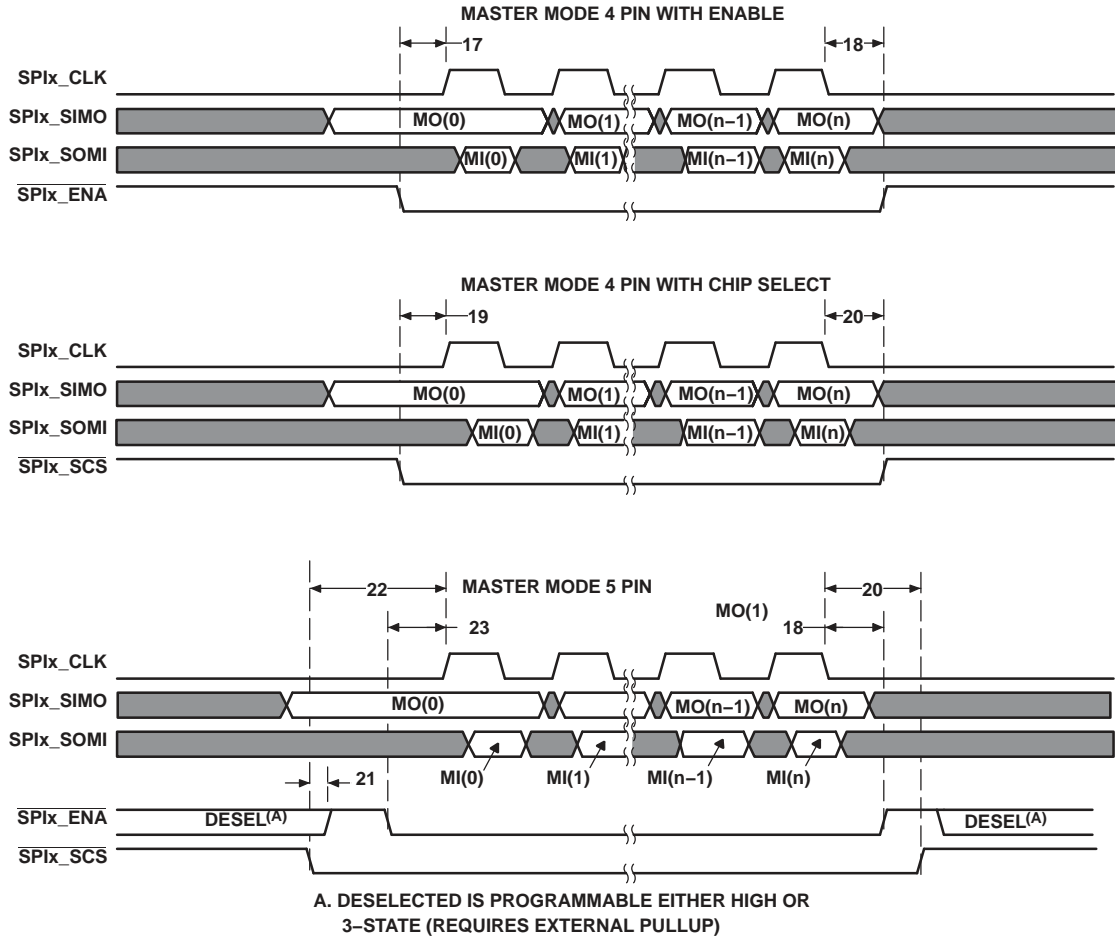 MASTER MODE 4 PIN WITH ENABLE
17
18
SPIx_CLK
SPIx_SIMO
MO(0)
MO(1)
MO(n−1)
MO(n)
SPIx_SOMI
MI(0)
MI(1)
MI(n−1)
MI(n)
SPIx_ENA
MASTER MODE 4 PIN WITH CHIP SELECT
19
20
SPIx_CLK
SPIx_SIMO
MO(0)
MO(1)
MO(n−1)
MO(n)
SPIx_SOMI
MI(0)
MI(1)
MI(n−1)
MI(n)
SPIx_SCS
22
MASTER MODE 5 PIN
20
MO(1)
23
18
SPIx_CLK
SPIx_SIMO
MO(0)
MO(n−1)
MO(n)
SPIx_SOMI
MI(0)
MI(1)
MI(n−1)
MI(n)
21
SPIx_ENA
DESEL(A)
DESEL(A)
SPIx_SCS
A. DESELECTED IS PROGRAMMABLE EITHER HIGH OR
3−STATE (REQUIRES EXTERNAL PULLUP)